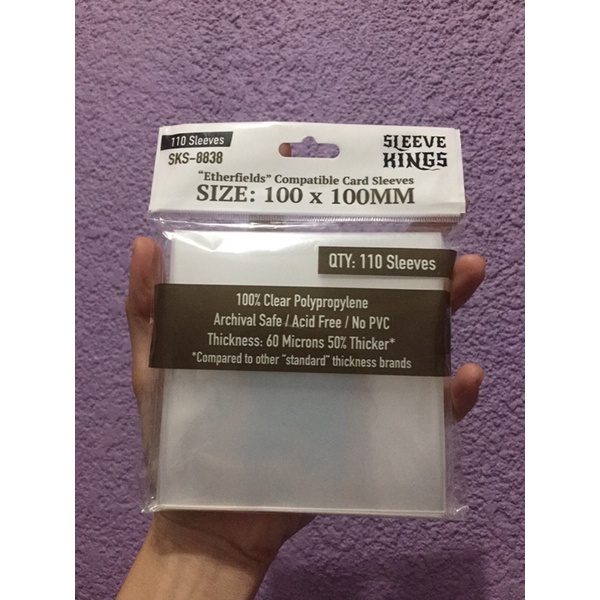 110 Sleeves
SKS-8838
SLEEVE
KINGS
"Etherfields" Compatible Card Sleeves
SIZE: 100 x 100MM
QTY: 110 Sleeves
100% Clear Polypropylene
Archival Safe / Acid Free / No PVC
Thickness: 60 Microns 50% Thicker*
*Compared to other "standard" thickness brands